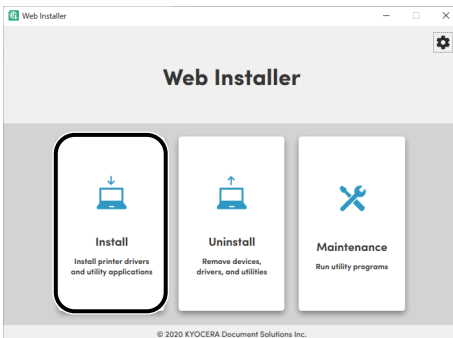 Web Installer
Web Installer
Install
Install printer drivers
and utility applications
Uninstall
Remove devices,
drivers, and utilities
Maintenance
Run utility programs
© 2020 KYOCERA Document Solutions Inc.